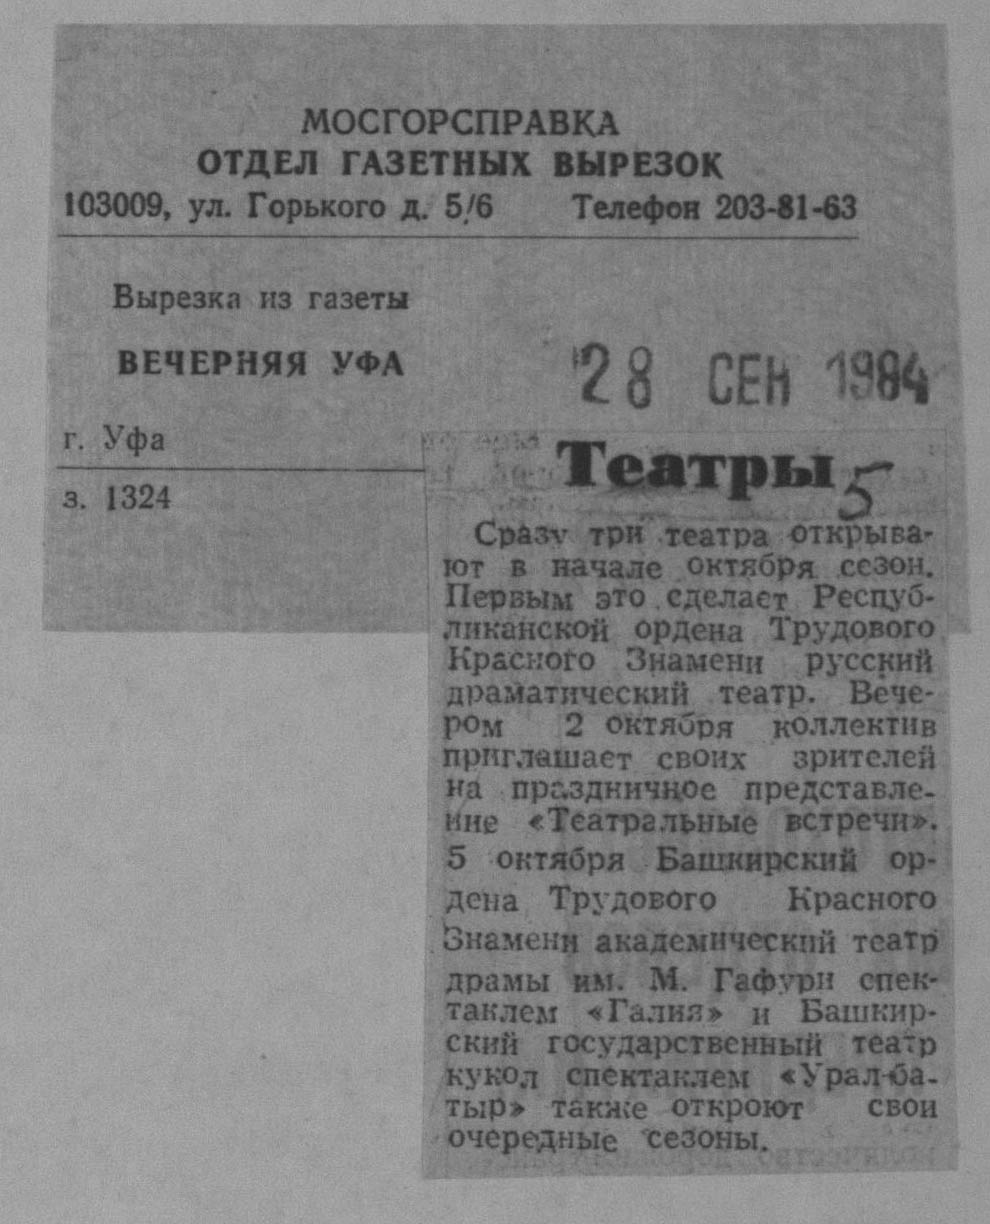 МОСГОРСПРАВКА
ОТДЕЛ ГАЗЕТНЫХ ВЫРЕЗОК
103009, ул. Горького д. 5/6 Телефон 203-81-63
Вырезка из газеты
ВЕЧЕРНЯЯ УФА
28 СЕН 1984
г. Уфа
з. 1324
Театры 5
Сразу три театра открыва-
ют в начале октября сезон.
Первым это сделает Респуб-
ликанской ордена Трудового
Красного Знамени русский
драматический театр. Вече-
ром 2 октября коллектив
приглашает своих зрителей
на праздничное представле-
ние «Театральные встречи».
5 октября Башкирский ор-
дена Трудового Красного
Знамени академический театр
драмы им. М. Гафури спек-
таклем «Галия» и Башкир-
ский государственный театр
кукол спектаклем «Урал-ба-
тыр» также откроют свои
очередные сезоны.